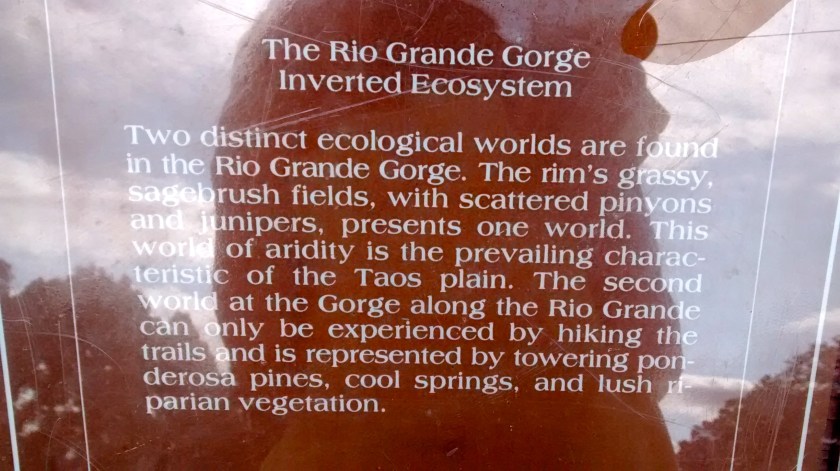 The Rio Grande Gorge
Inverted Ecosystem
Two distinct ecological worlds are found
in the Rio Grande Gorge. The rim's grassy,
sagebrush fields, with scattered pinyons
and junipers, presents one world. This
world of aridity is the prevailing charac-
teristic of the Taos plain. The second
world at the Gorge along the Rio Grande
can only be experienced by hiking the
trails and is represented by towering pon-
derosa pines, cool springs, and lush ri-
parian vegetation.